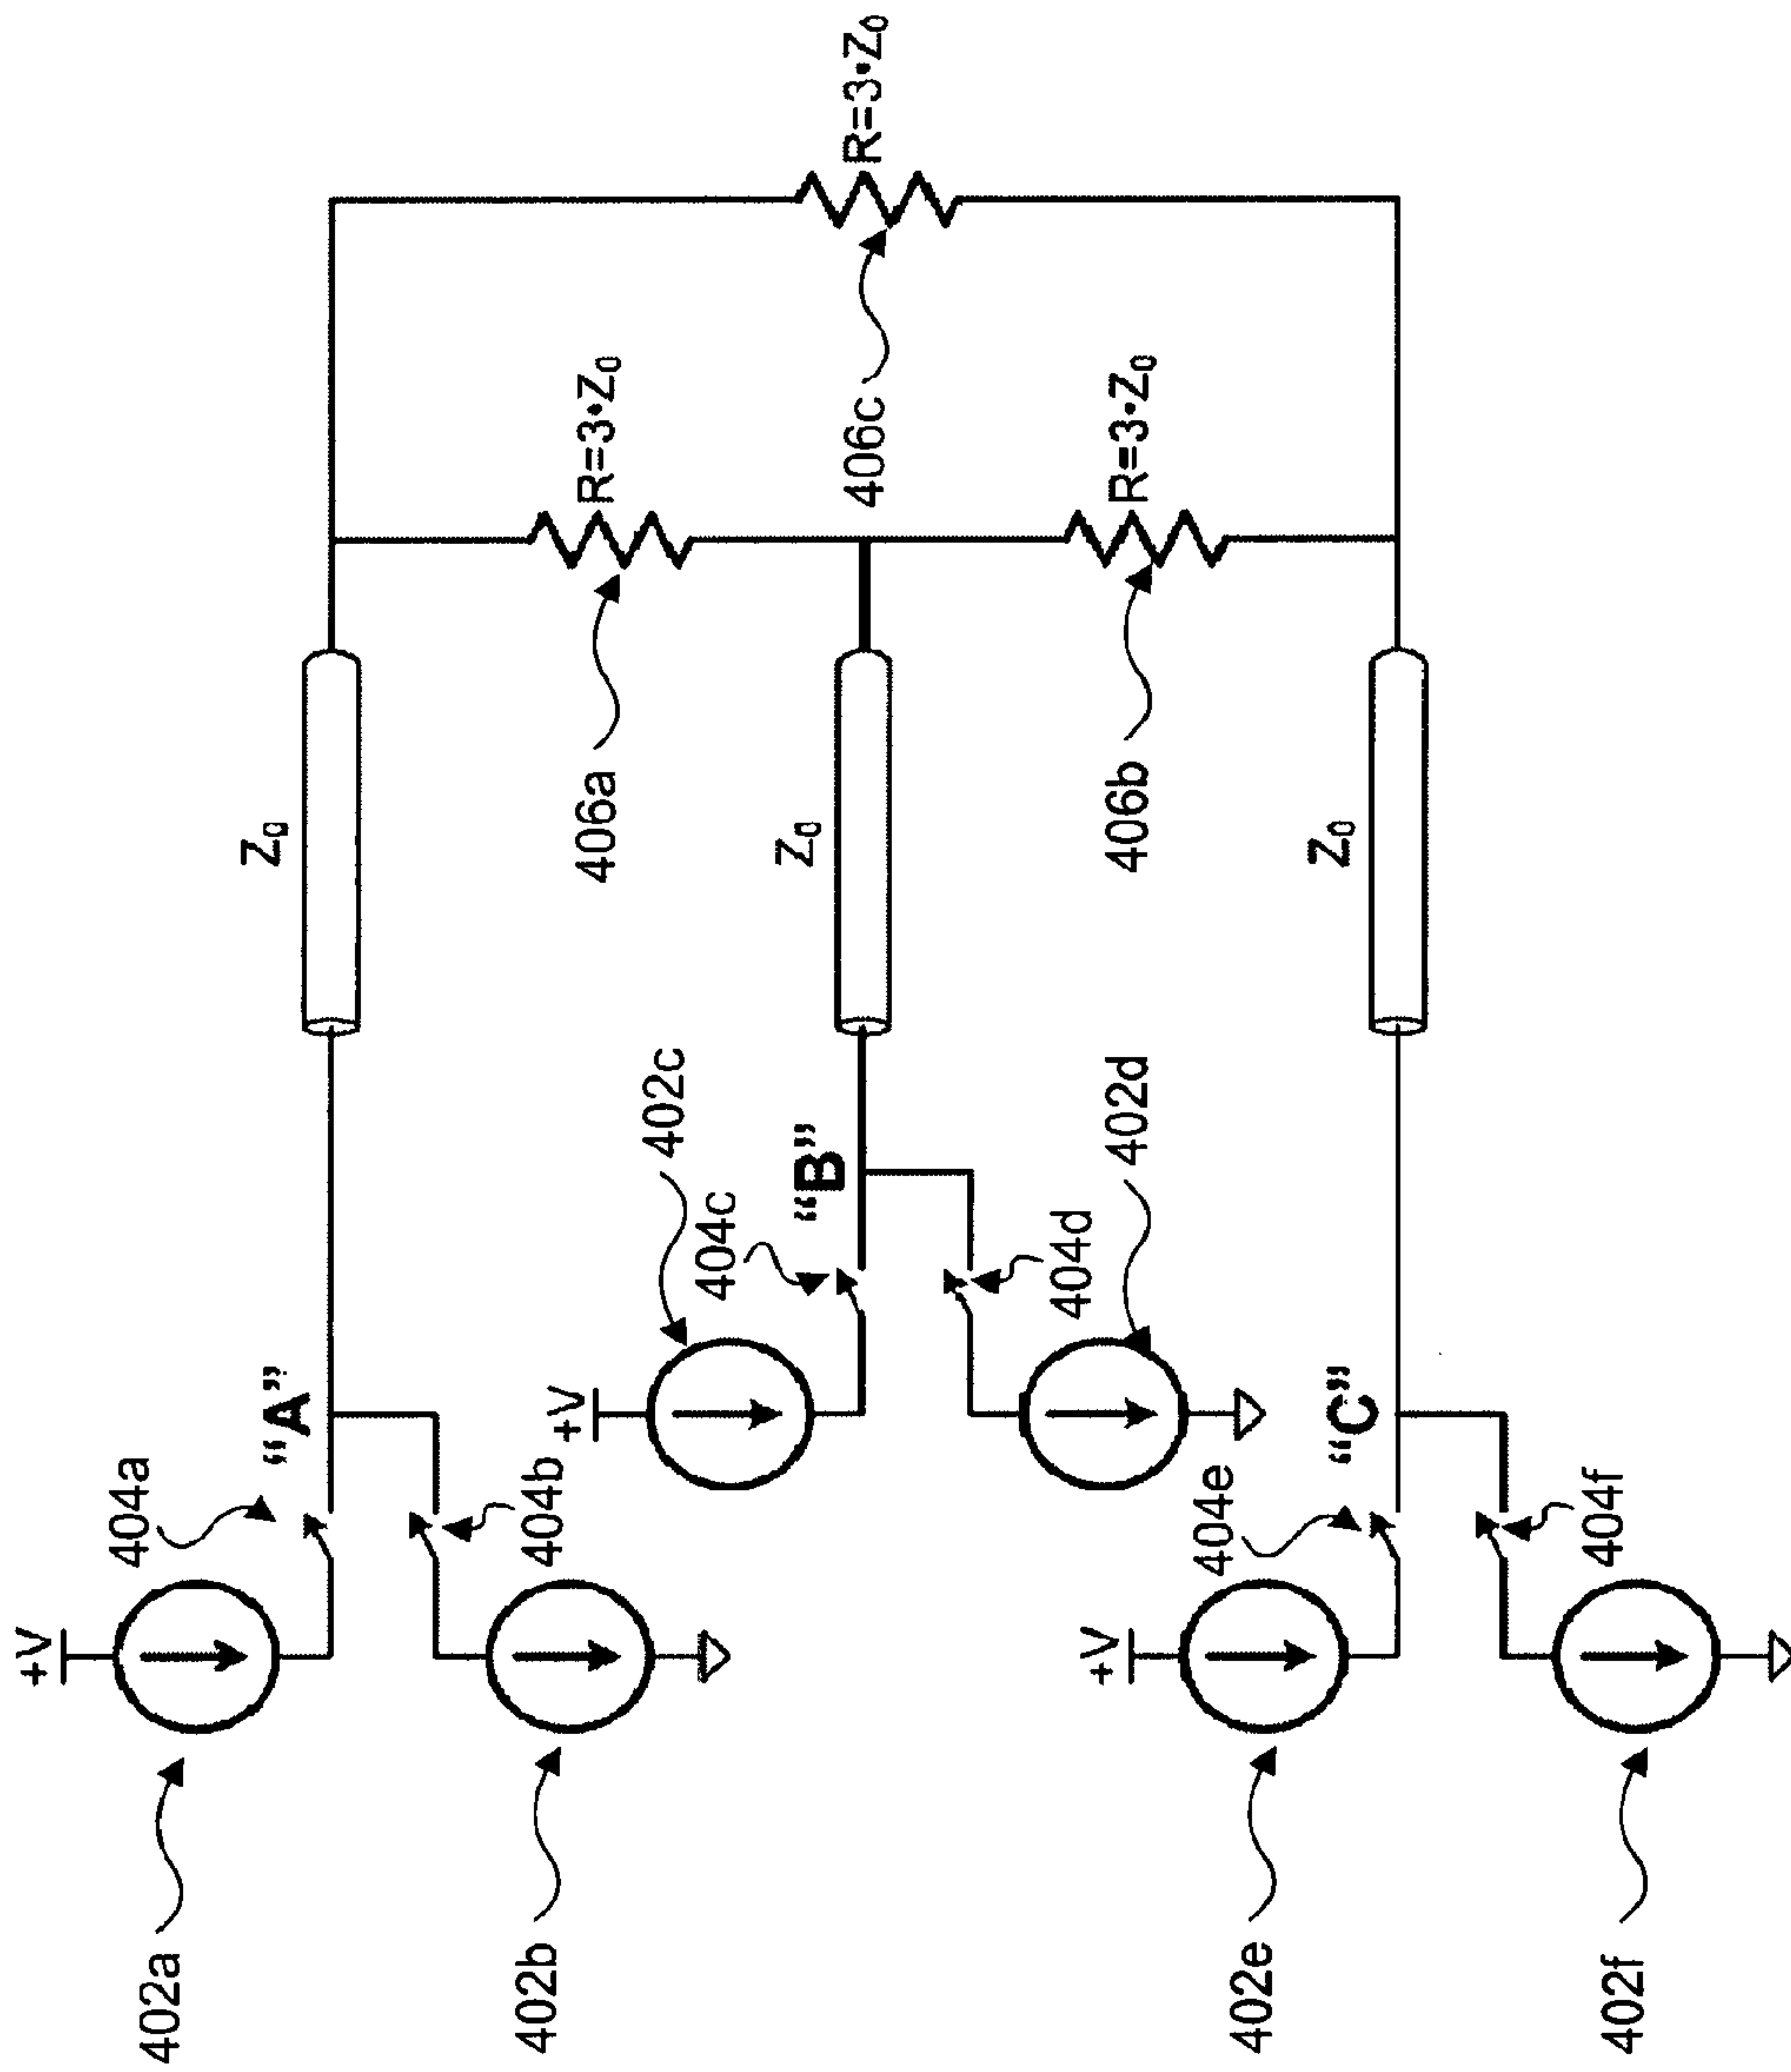 +V
402a
404a
“A”
Z₀
402b
404b
406a
R=3•Z₀
+V
402c
404c
“B”
Z₀
406c
R=3•Z₀
404d
402d
406b
R=3•Z₀
+V
402e
404e
“C”
Z₀
402f
404f